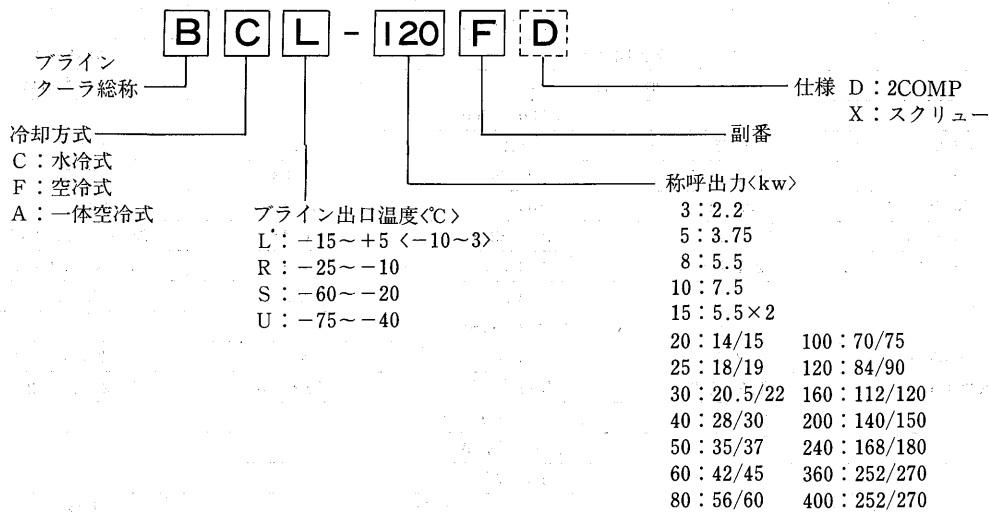 BCL-120FD
ブライン
クーラ総称
仕様 D：2COMP
X：スクリュー
冷却方式
C：水冷式
F：空冷式
A：一体空冷式
副番
ブライン出口温度<℃>
L：−15～＋5 <−10～3>
R：−25～−10
S：−60～−20
U：−75～−40
称呼出力<kw>
3：2.2
5：3.75
8：5.5
10：7.5
15：5.5×2
20：14/15 100：70/75
25：18/19 120：84/90
30：20.5/22 160：112/120
40：28/30 200：140/150
50：35/37 240：168/180
60：42/45 360：252/270
80：56/60 400：252/270